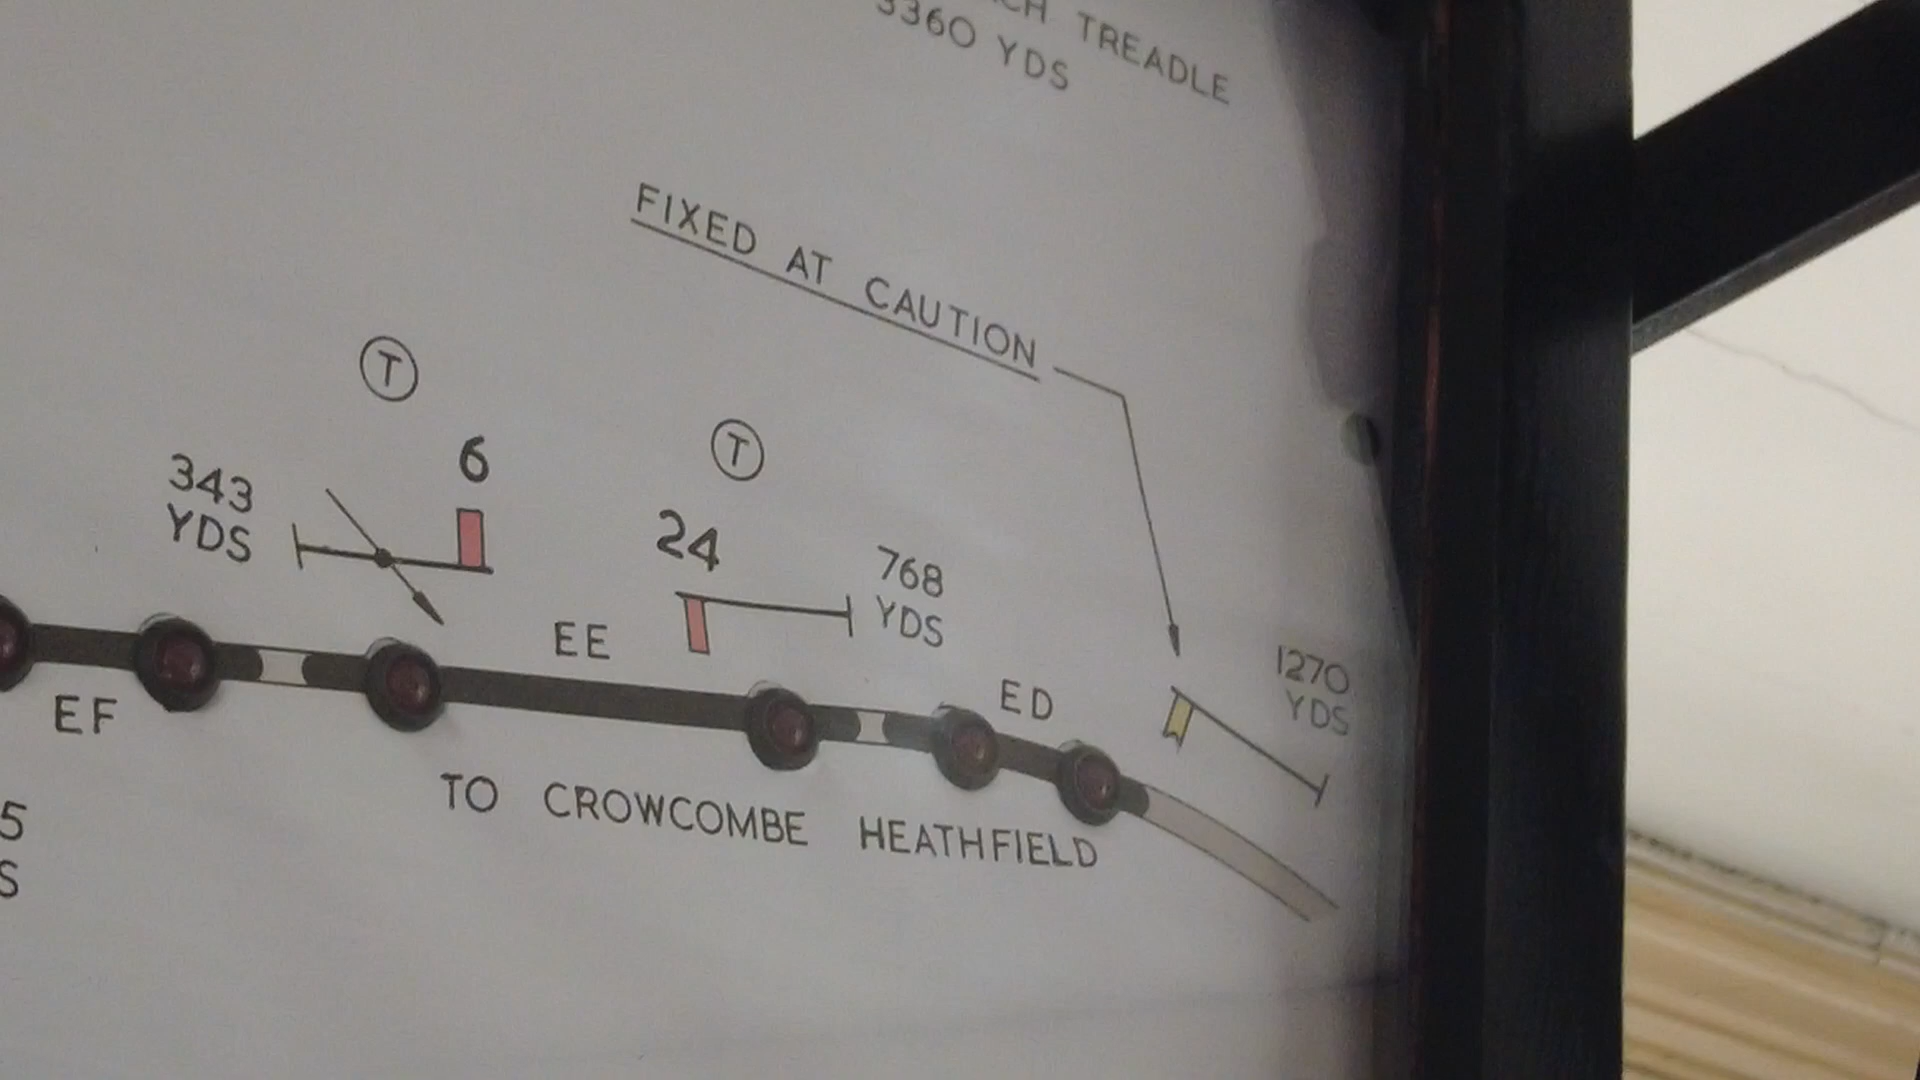 TREADLE
3360 YDS
FIXED AT CAUTION
T
T
6
343
YDS
24
768
YDS
EE
1270
YDS
ED
EF
TO CROWCOMBE HEATHFIELD
5
S